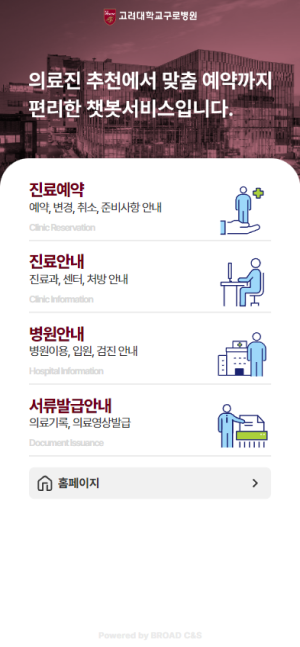 고려대학교구로병원
의료진 추천에서 맞춤 예약까지
편리한 챗봇서비스입니다.
진료예약
예약, 변경, 취소, 준비사항 안내
Clinic Reservation
진료안내
진료과, 센터, 처방 안내
Clinic Information
병원안내
병원이용, 입원, 검진 안내
Hospital Information
서류발급안내
의료기록, 의료영상발급
Document Issuance
홈페이지
Powered by BROAD C&S